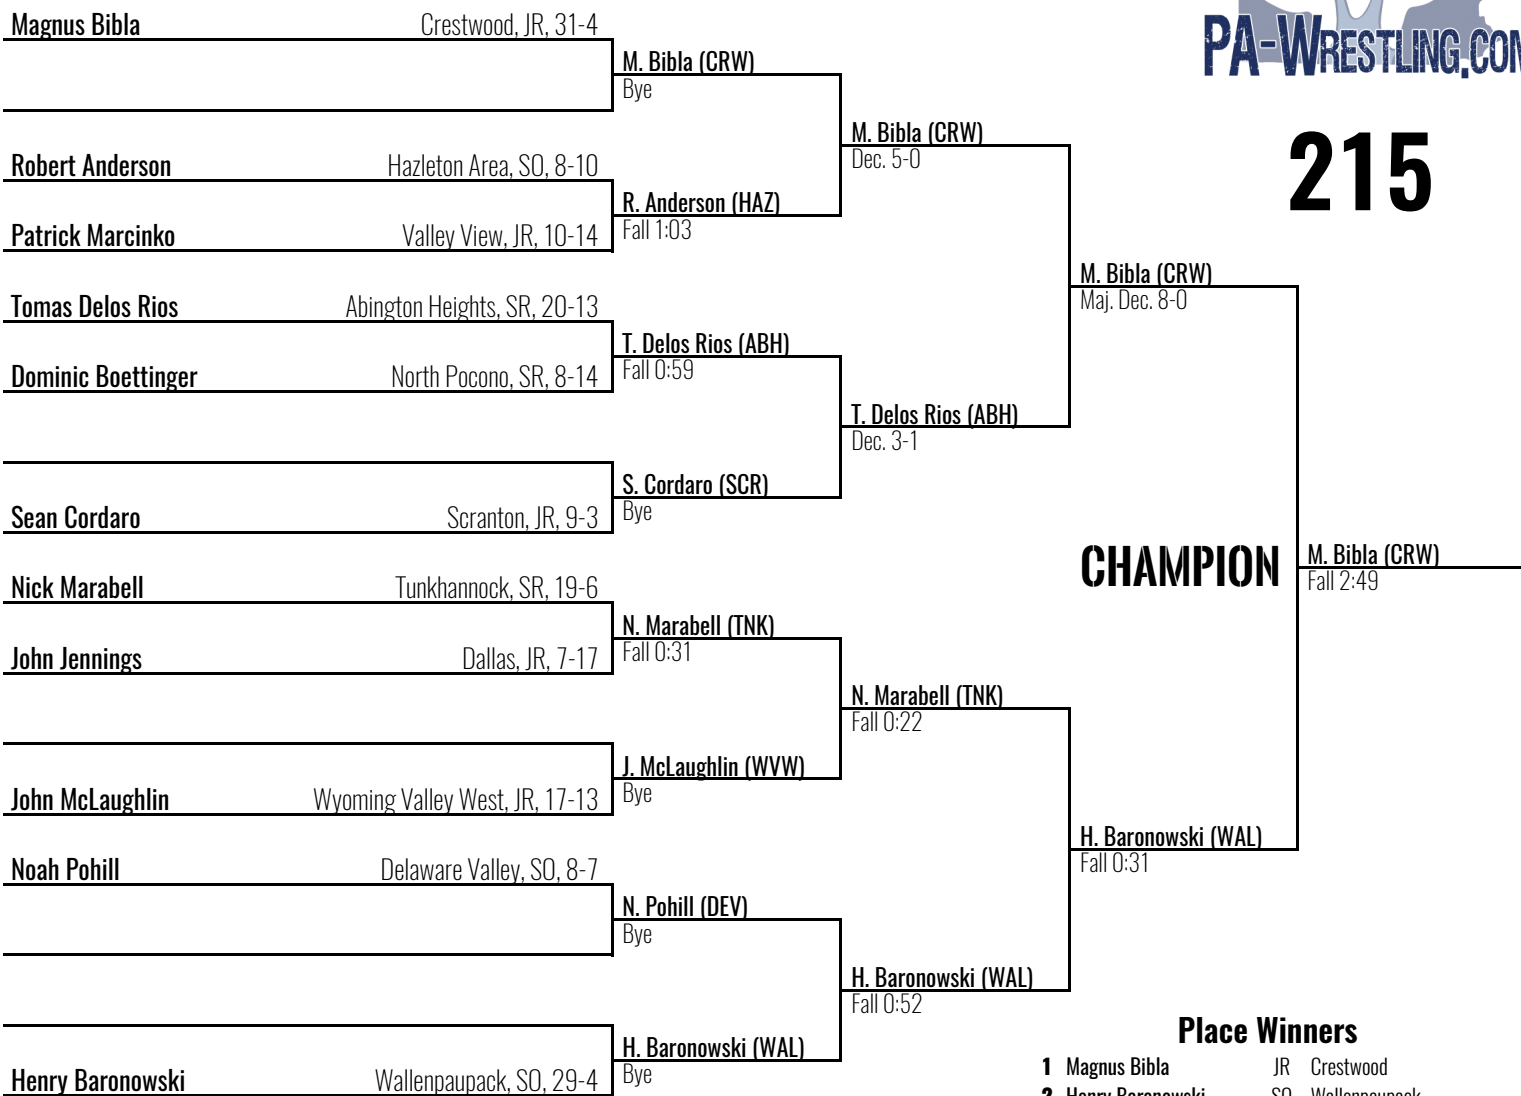 PA-WRESTLING.COM
215
Magnus Bibla Crestwood, JR, 31-4
M. Bibla (CRW)
Bye
M. Bibla (CRW)
Dec. 5-0
Robert Anderson Hazleton Area, SO, 8-10
R. Anderson (HAZ)
Fall 1:03
Patrick Marcinko Valley View, JR, 10-14
M. Bibla (CRW)
Maj. Dec. 8-0
Tomas Delos Rios Abington Heights, SR, 20-13
T. Delos Rios (ABH)
Fall 0:59
Dominic Boettinger North Pocono, SR, 8-14
T. Delos Rios (ABH)
Dec. 3-1
S. Cordaro (SCR)
Bye
Sean Cordaro Scranton, JR, 9-3
CHAMPION
M. Bibla (CRW)
Fall 2:49
Nick Marabell Tunkhannock, SR, 19-6
N. Marabell (TNK)
Fall 0:31
John Jennings Dallas, JR, 7-17
N. Marabell (TNK)
Fall 0:22
J. McLaughlin (WVW)
Bye
John McLaughlin Wyoming Valley West, JR, 17-13
H. Baronowski (WAL)
Fall 0:31
Noah Pohill Delaware Valley, SO, 8-7
N. Pohill (DEV)
Bye
H. Baronowski (WAL)
Fall 0:52
H. Baronowski (WAL)
Bye
Henry Baronowski Wallenpaupack, SO, 29-4
Place Winners
1 Magnus Bibla JR Crestwood
2 Henry Baronowski SO Wallenpaupack